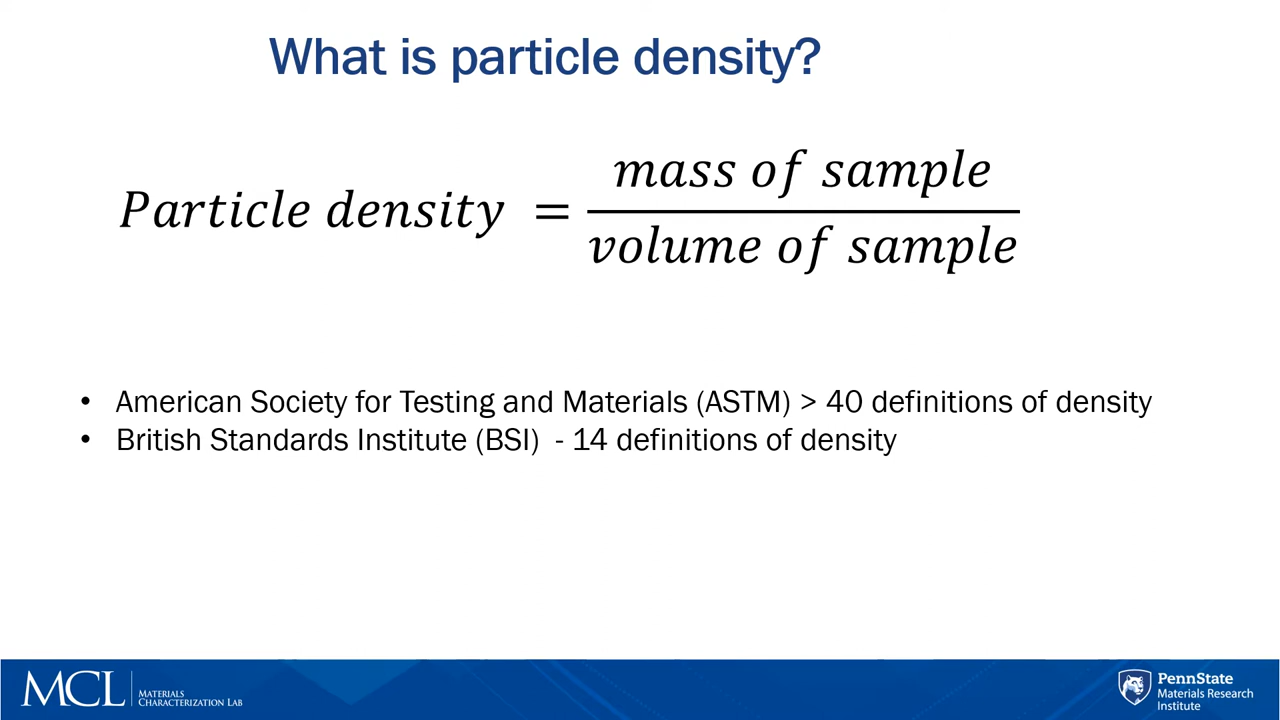 What is particle density?
Particle density = mass of sample / volume of sample
• American Society for Testing and Materials (ASTM) > 40 definitions of density
• British Standards Institute (BSI) - 14 definitions of density
MCL
MATERIALS
CHARACTERIZATION LAB
PennState
Materials Research
Institute